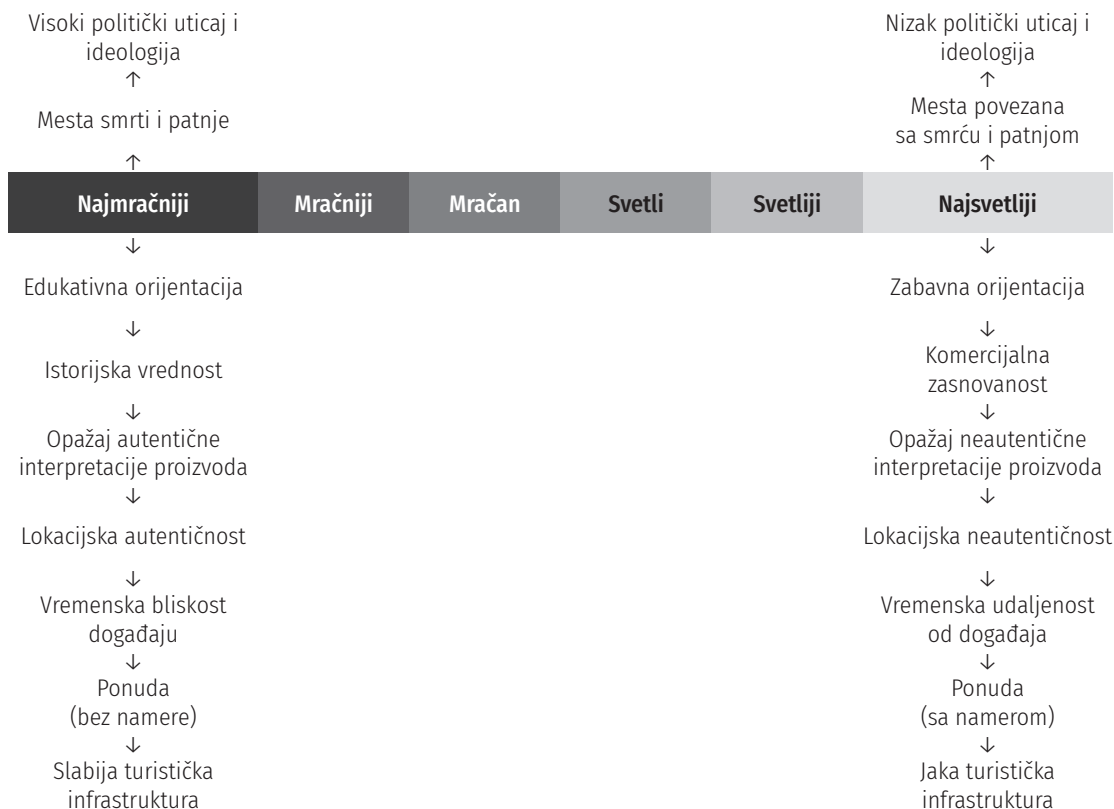 Visoki politički uticaj i
ideologija
↑
Mesta smrti i patnje
↑
Nizak politički uticaj i
ideologija
↑
Mesta povezana
sa smrću i patnjom
↑
Najmračniji
Mračniji
Mračan
Svetli
Svetliji
Najsvetliji
↓
Edukativna orijentacija
↓
Istorijska vrednost
↓
Opažaj autentične
interpretacije proizvoda
↓
Lokacijska autentičnost
↓
Vremenska bliskost
događaju
↓
Ponuda
(bez namere)
↓
Slabija turistička
infrastruktura
↓
Zabavna orijentacija
↓
Komercijalna
zasnovanost
↓
Opažaj neautentične
interpretacije proizvoda
↓
Lokacijska neautentičnost
↓
Vremenska udaljenost
od događaja
↓
Ponuda
(sa namerom)
↓
Jaka turistička
infrastruktura